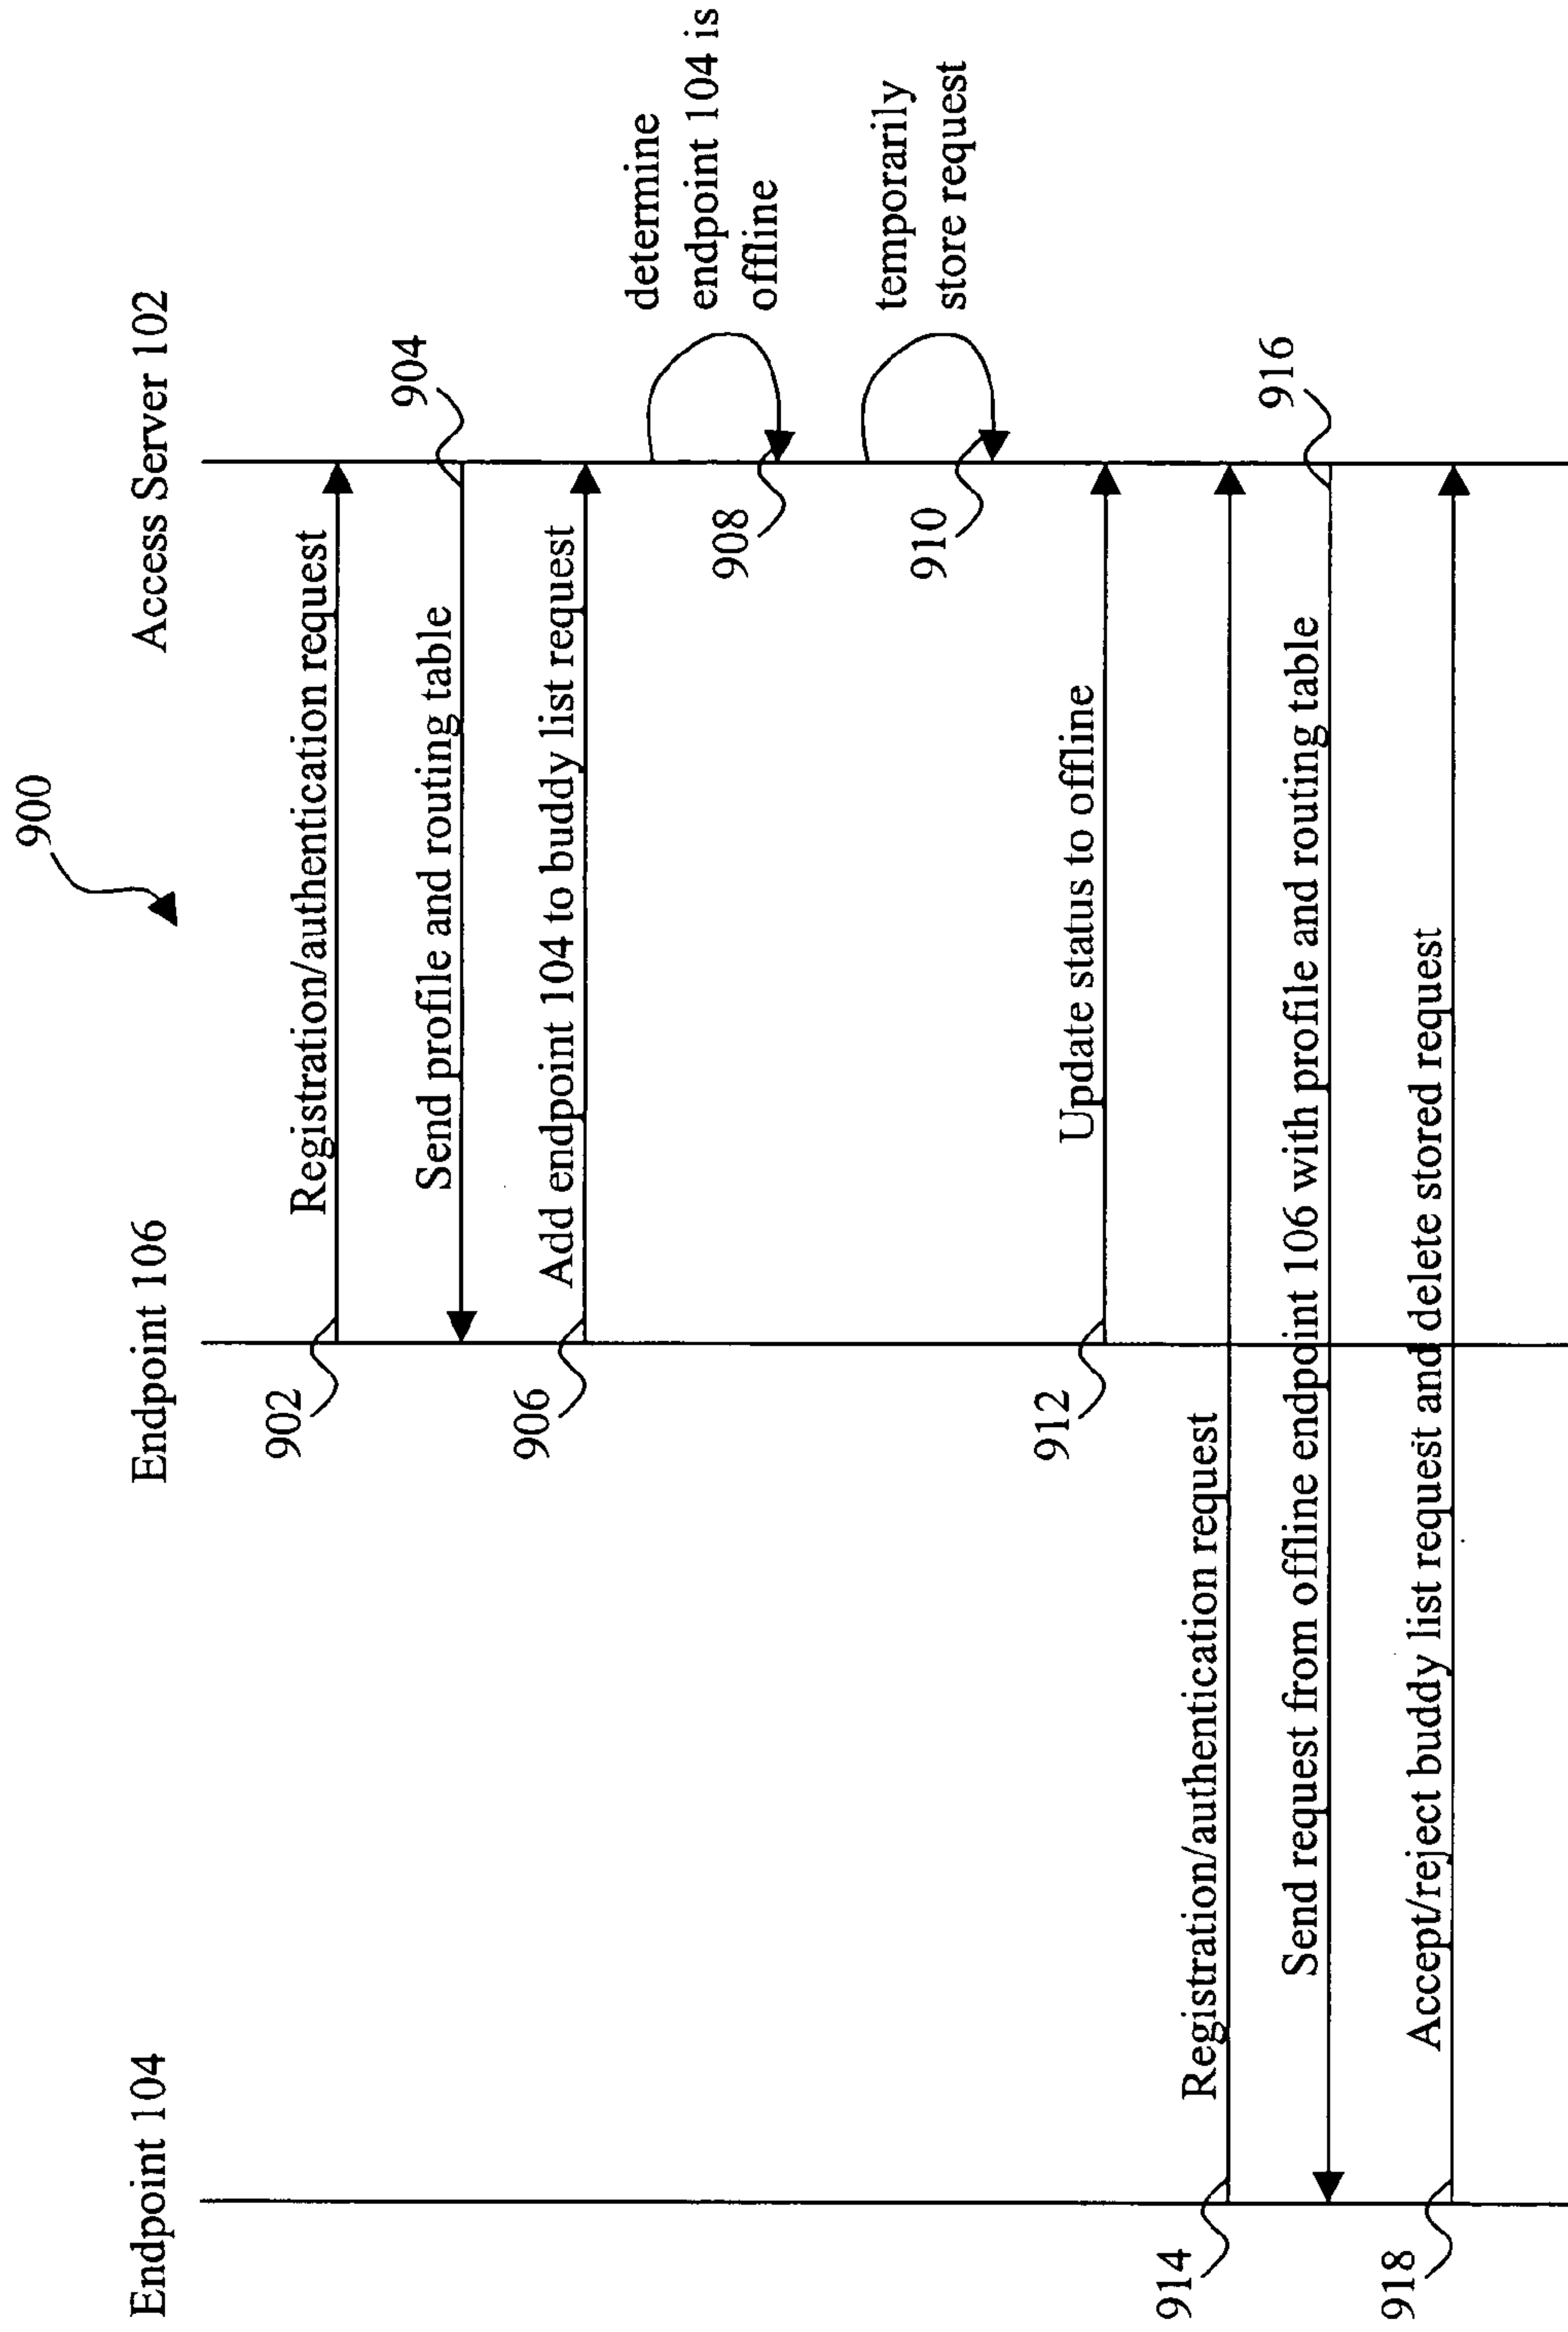 900
Endpoint 104
Endpoint 106
Access Server 102
902
Registration/authentication request
904
Send profile and routing table
906
Add endpoint 104 to buddy list request
908
determine
endpoint 104 is
offline
910
temporarily
store request
912
Update status to offline
914
Registration/authentication request
916
Send request from offline endpoint 106 with profile and routing table
918
Accept/reject buddy list request and delete stored request